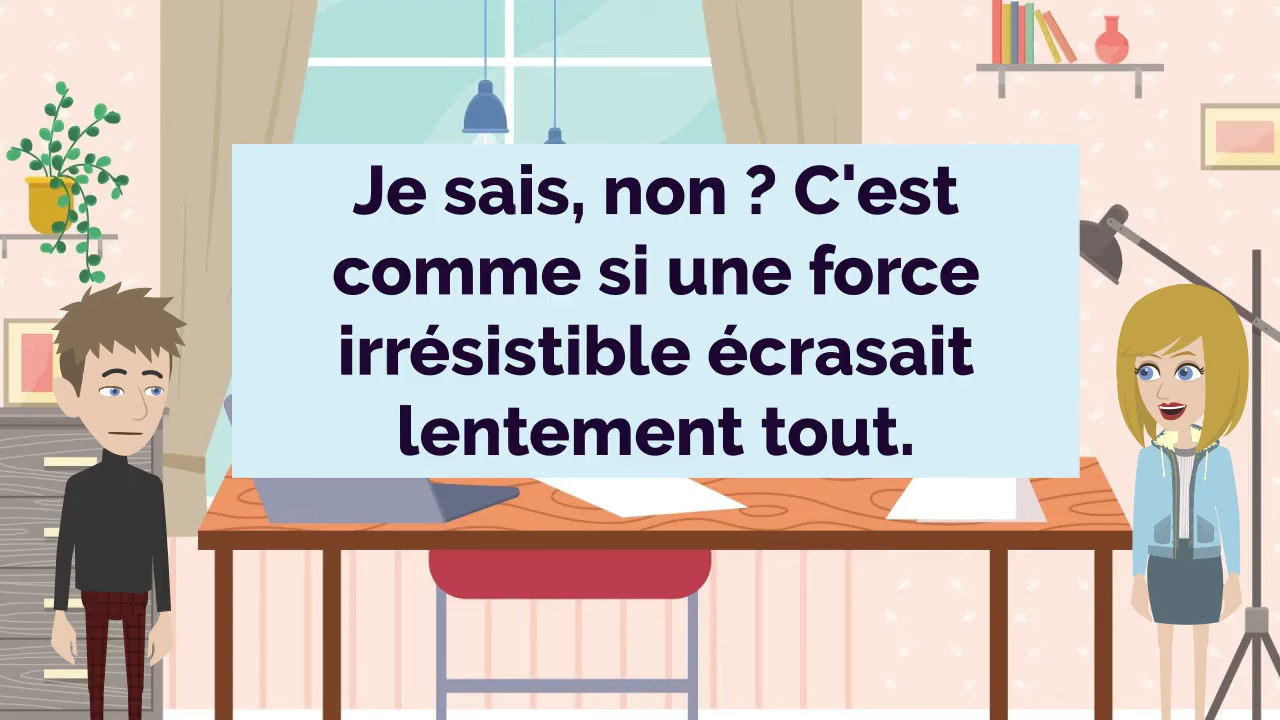 Je sais, non ? C'est
comme si une force
irrésistible écrasait
lentement tout.